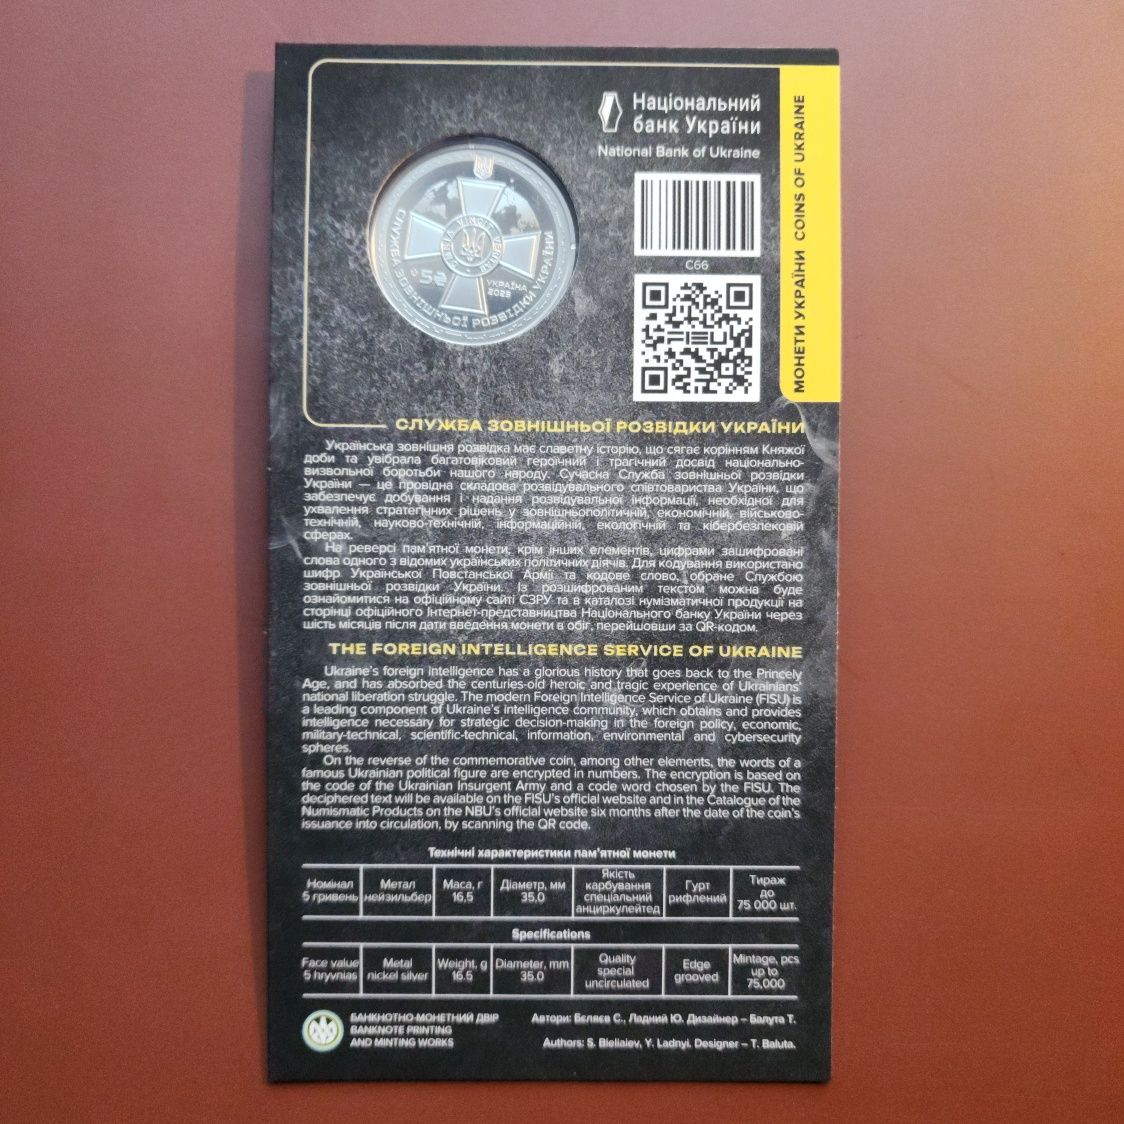 Національний
банк України
National Bank of Ukraine
МОНЕТИ УКРАЇНИ COINS OF UKRAINE
C66
FISU
СЛУЖБА ЗОВНІШНЬОЇ РОЗВІДКИ УКРАЇНИ
5₴
УКРАЇНА
2025
СЛУЖБА ЗОВНІШНЬОЇ РОЗВІДКИ УКРАЇНИ
Українська зовнішня розвідка має славетну історію, що сягає корінням Княжої
доби та увібрала багатовіковий героїчний і трагічний досвід національно-
визвольної боротьби нашого народу. Сучасна Служба зовнішньої розвідки
України — це провідна складова розвідувального співтовариства України, що
забезпечує добування і надання розвідувальної інформації, необхідної для
ухвалення стратегічних рішень у зовнішньополітичній, економічній, військово-
технічній, науково-технічній, інформаційній, екологічній та кібербезпековій
сферах.
На реверсі пам'ятної монети, крім інших елементів, цифрами зашифровані
слова одного з відомих українських політичних діячів. Для кодування використано
шифр Української Повстанської Армії та кодове слово, обране Службою
зовнішньої розвідки України. Із розшифрованим текстом можна буде
ознайомитися на офіційному сайті СЗРУ та в каталозі нумізматичної продукції на
сторінці офіційного Інтернет-представництва Національного банку України через
шість місяців після дати введення монети в обіг, перейшовши за QR-кодом.
THE FOREIGN INTELLIGENCE SERVICE OF UKRAINE
Ukraine's foreign intelligence has a glorious history that goes back to the Princely
Age, and has absorbed the centuries-old heroic and tragic experience of Ukrainians'
national liberation struggle. The modern Foreign Intelligence Service of Ukraine (FISU) is
a leading component of Ukraine's intelligence community, which obtains and provides
intelligence necessary for strategic decision-making in the foreign policy, economic,
military-technical, scientific-technical, information, environmental and cybersecurity
spheres.
On the reverse of the commemorative coin, among other elements, the words of a
famous Ukrainian political figure are encrypted in numbers. The encryption is based on
the code of the Ukrainian Insurgent Army and a code word chosen by the FISU. The
deciphered text will be available on the FISU's official website and in the Catalogue of the
Numismatic Products on the NBU's official website six months after the date of the coin's
issuance into circulation, by scanning the QR code.
Технічні характеристики пам'ятної монети
Номінал
5 гривень
Метал
нейзильбер
Маса, г
16,5
Діаметр, мм
35,0
Якість
карбування
спеціальний
анциркулейтед
Гурт
рифлений
Тираж
до
75 000 шт.
Specifications
Face value
5 hryvnias
Metal
nickel silver
Weight, g
16.5
Diameter, mm
35.0
Quality
special
uncirculated
Edge
grooved
Mintage, pcs
up to
75,000
БАНКНОТНО-МОНЕТНИЙ ДВІР
BANKNOTE PRINTING
AND MINTING WORKS
Автори: Бєляєв С., Ладний Ю. Дизайнер – Балута Т.
Authors: S. Bieliaiev, Y. Ladnyi. Designer – T. Baluta.